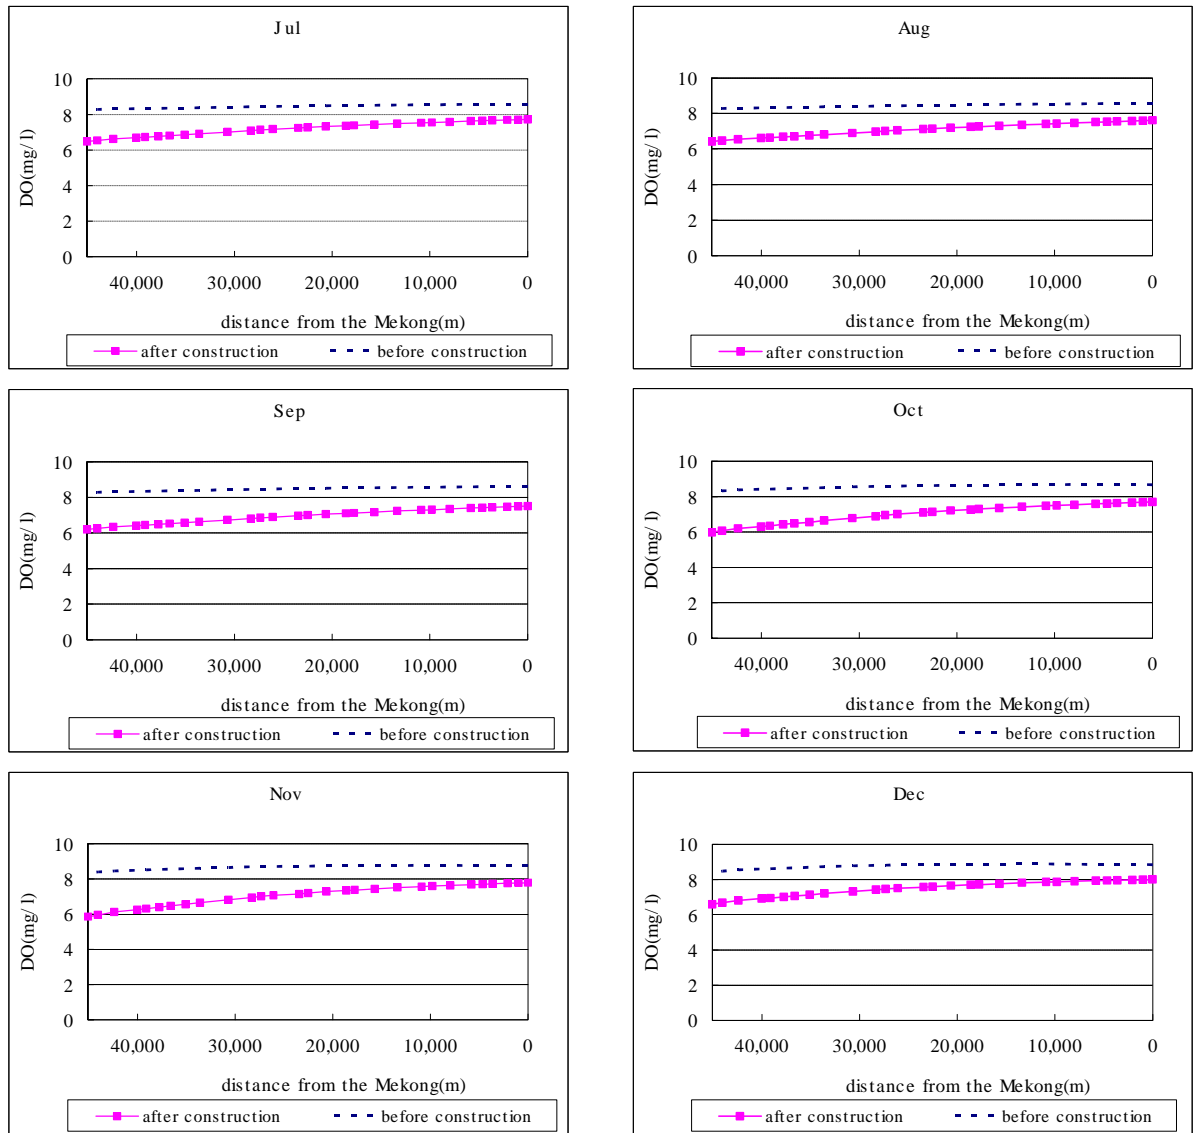 Jul
DO(mg/l)
10
8
6
4
2
0
40,000 30,000 20,000 10,000 0
distance from the Mekong(m)
after construction before construction
Aug
DO(mg/l)
10
8
6
4
2
0
40,000 30,000 20,000 10,000 0
distance from the Mekong(m)
after construction before construction
Sep
DO(mg/l)
10
8
6
4
2
0
40,000 30,000 20,000 10,000 0
distance from the Mekong(m)
after construction before construction
Oct
DO(mg/l)
10
8
6
4
2
0
40,000 30,000 20,000 10,000 0
distance from the Mekong(m)
after construction before construction
Nov
DO(mg/l)
10
8
6
4
2
0
40,000 30,000 20,000 10,000 0
distance from the Mekong(m)
after construction before construction
Dec
DO(mg/l)
10
8
6
4
2
0
40,000 30,000 20,000 10,000 0
distance from the Mekong(m)
after construction before construction